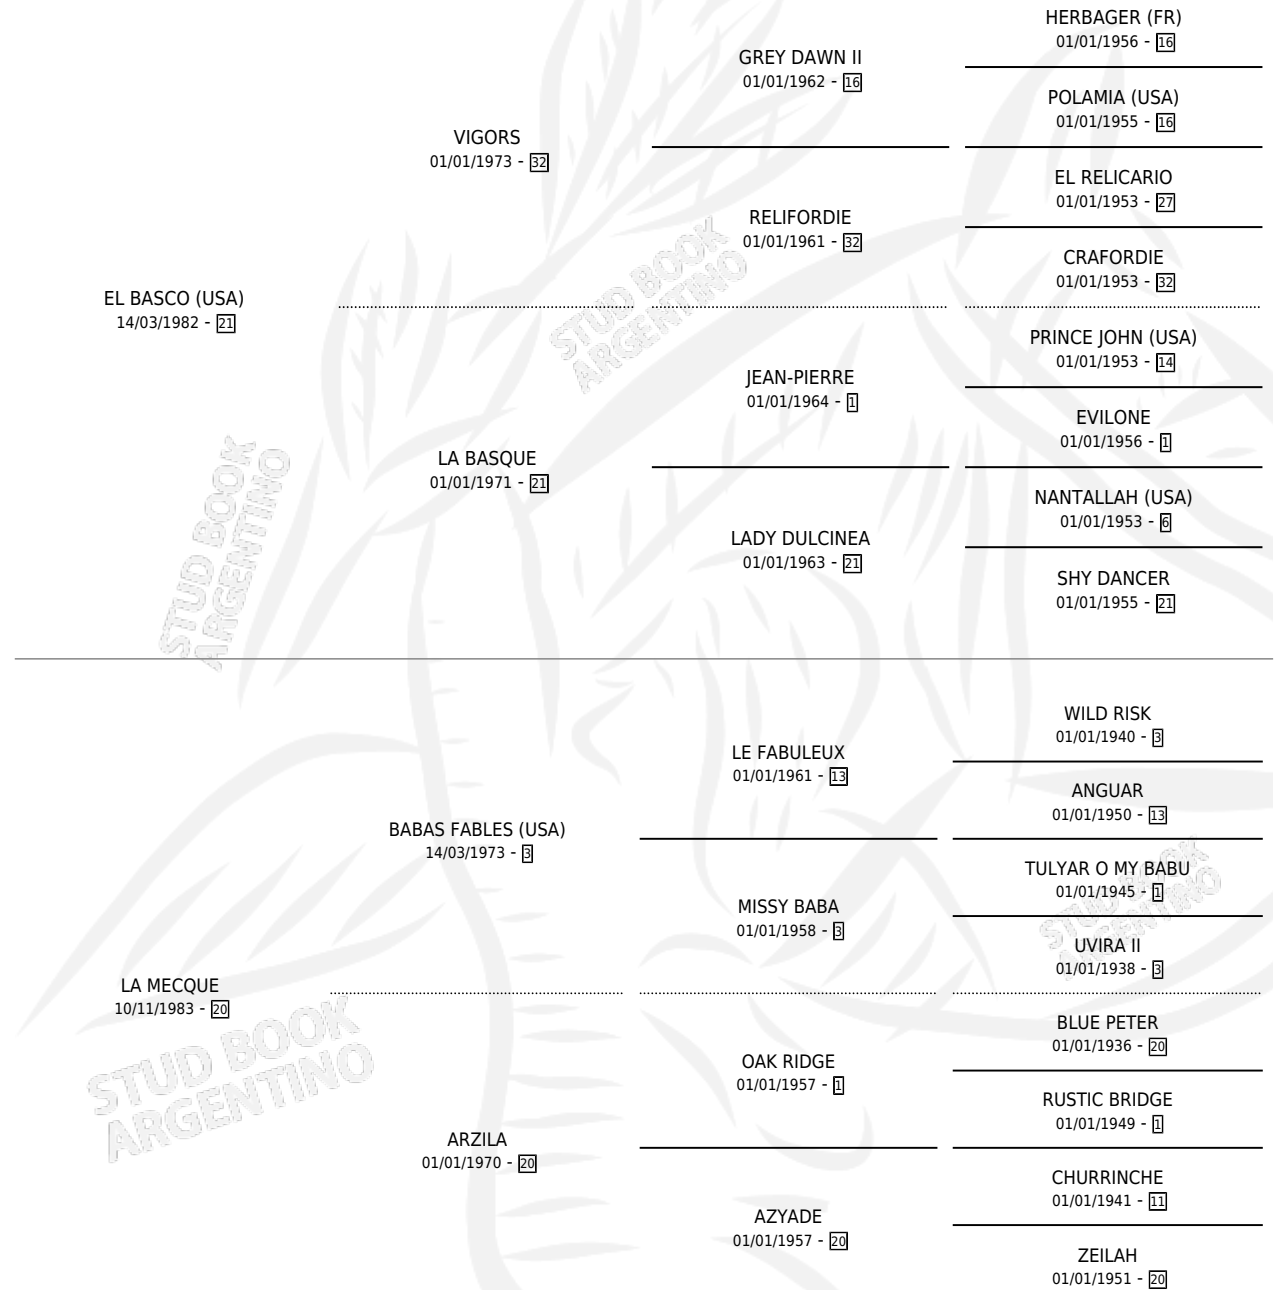 HERBAGER (FR)
01/01/1956 - 16
GREY DAWN II
01/01/1962 - 16
POLAMIA (USA)
01/01/1955 - 16
VIGORS
01/01/1973 - 32
EL RELICARIO
01/01/1953 - 27
RELIFORDIE
01/01/1961 - 32
CRAFORDIE
01/01/1953 - 32
EL BASCO (USA)
14/03/1982 - 21
PRINCE JOHN (USA)
01/01/1953 - 14
JEAN-PIERRE
01/01/1964 - 1
EVILONE
01/01/1956 - 1
LA BASQUE
01/01/1971 - 21
NANTALLAH (USA)
01/01/1953 - 6
LADY DULCINEA
01/01/1963 - 21
SHY DANCER
01/01/1955 - 21
STUD BOOK
ARGENTINO
STUD BOOK
ARGENTINO
WILD RISK
01/01/1940 - 3
LE FABULEUX
01/01/1961 - 13
ANGUAR
01/01/1950 - 13
BABAS FABLES (USA)
14/03/1973 - 3
TULYAR O MY BABU
01/01/1945 - 1
MISSY BABA
01/01/1958 - 3
UVIRA II
01/01/1938 - 3
STUD BOOK
ARGENTINO
LA MECQUE
10/11/1983 - 20
BLUE PETER
01/01/1936 - 20
OAK RIDGE
01/01/1957 - 1
RUSTIC BRIDGE
01/01/1949 - 1
ARZILA
01/01/1970 - 20
CHURRINCHE
01/01/1941 - 11
AZYADE
01/01/1957 - 20
ZEILAH
01/01/1951 - 20
STUD BOOK
ARGENTINO